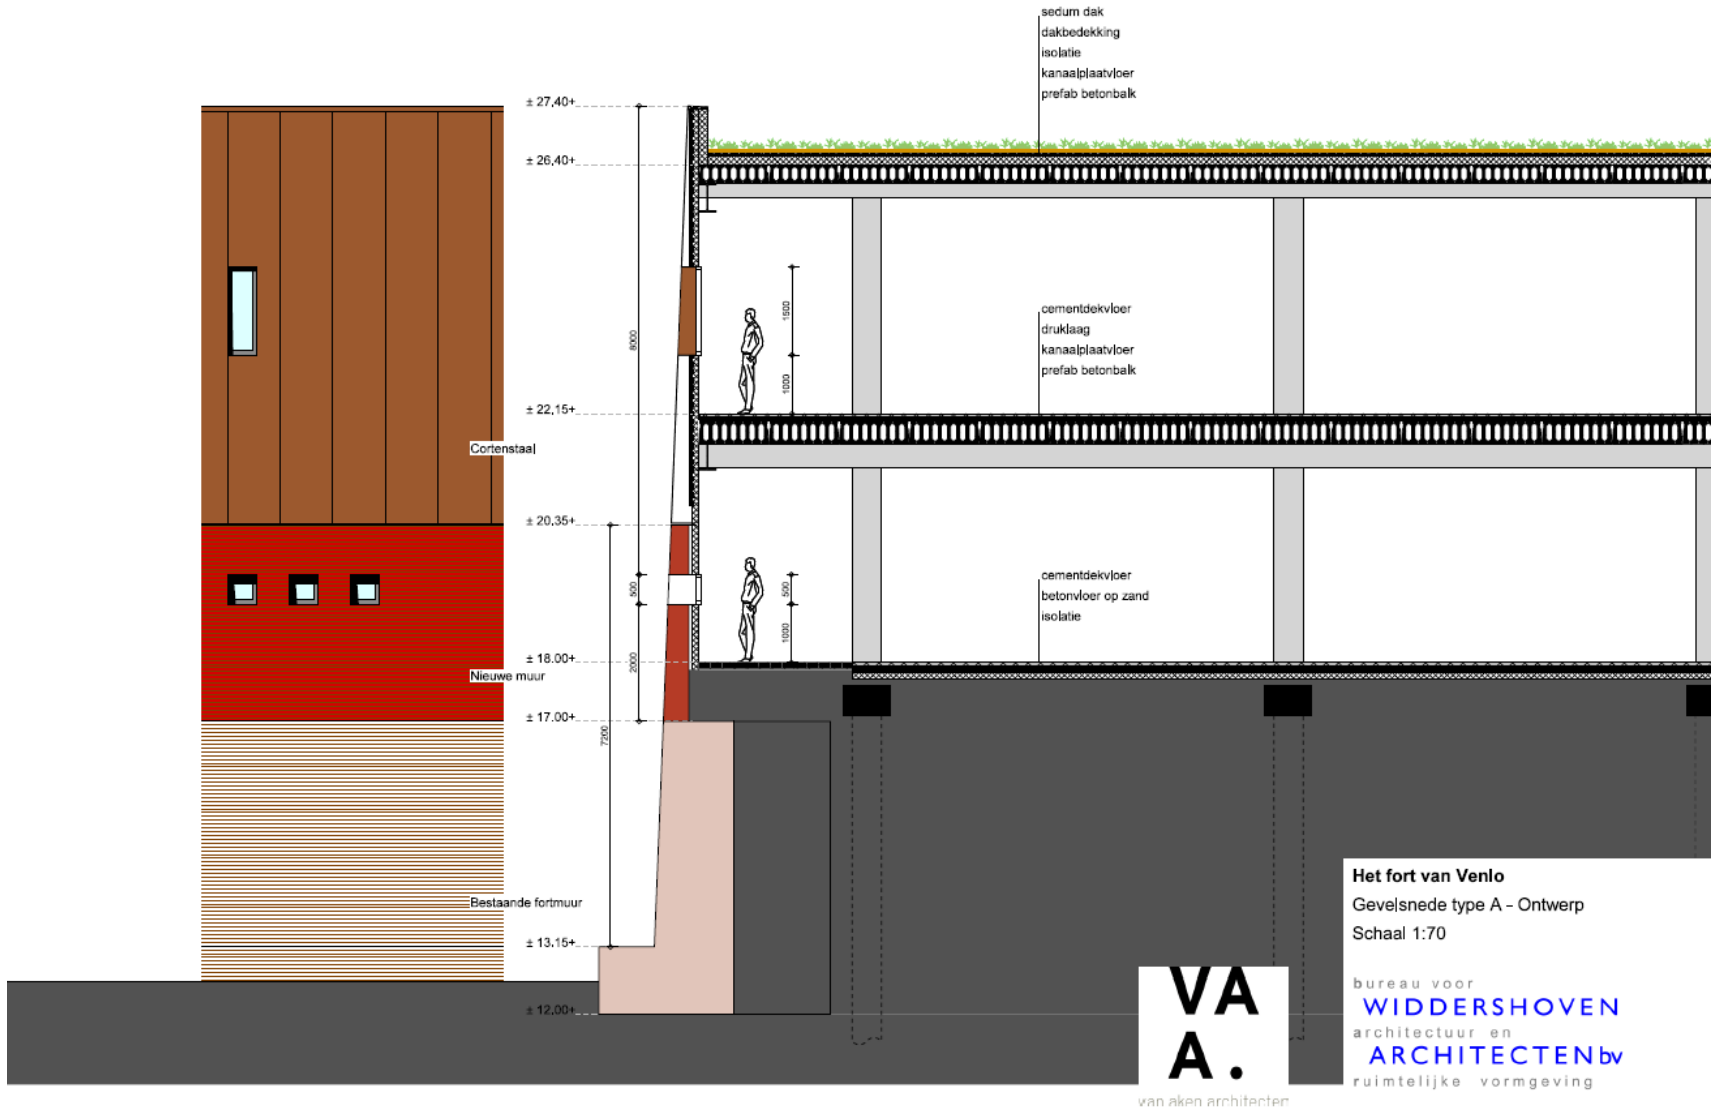 sedum dak
dakbedekking
isolatie
kanaalplaatvloer
prefab betonbalk
± 27,40+
± 26,40+
1500
8000
1000
cementdekvloer
druklaag
kanaalplaatvloer
prefab betonbalk
± 22,15+
Cortenstaal
± 20,35+
500
500
1000
2000
cementdekvloer
betonvloer op zand
isolatie
± 18.00+
Nieuwe muur
± 17.00+
7200
Bestaande fortmuur
± 13.15+
± 12,00+
Het fort van Venlo
Gevelsnede type A - Ontwerp
Schaal 1:70
VA
A.
van aken architecten
bureau voor
WIDDERSHOVEN
architectuur en
ARCHITECTEN bv
ruimtelijke vormgeving